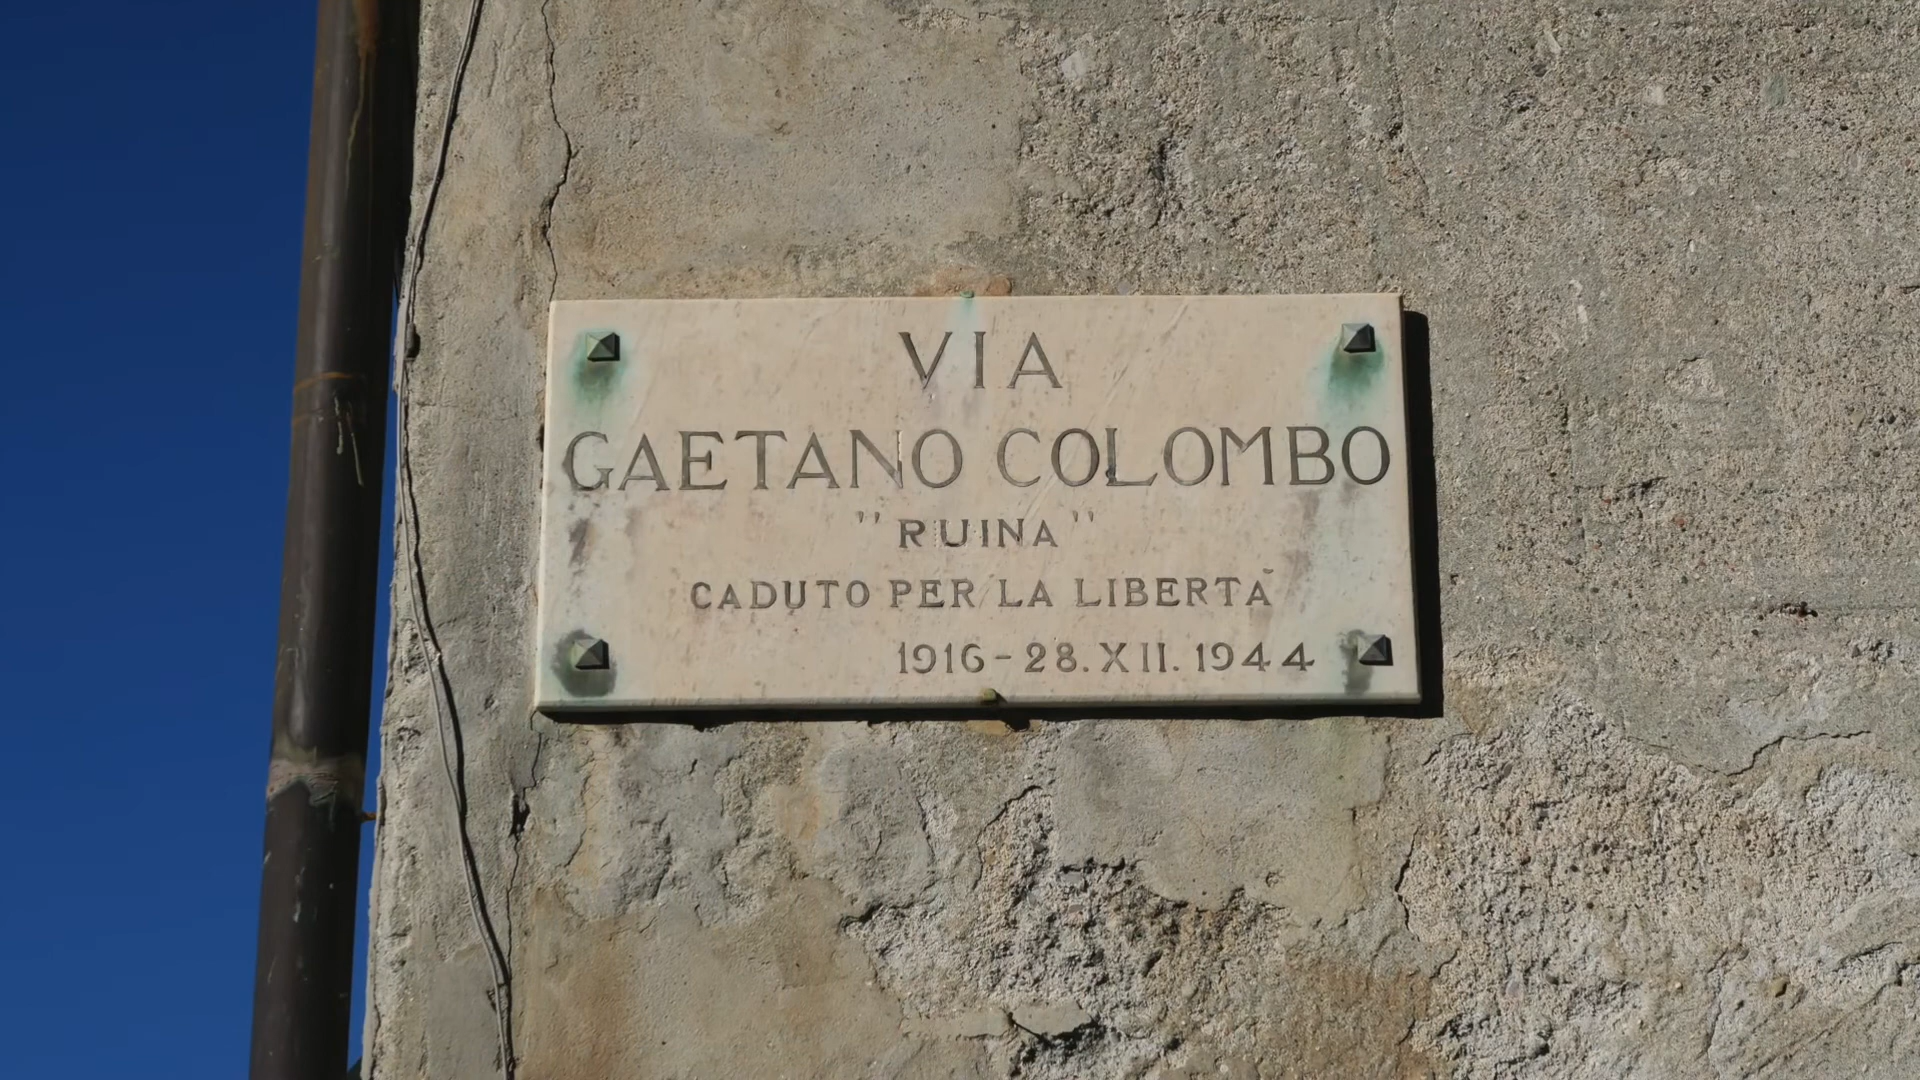 VIA
GAETANO COLOMBO
"RUINA"
CADUTO PER LA LIBERTÀ
1916-28.XII.1944